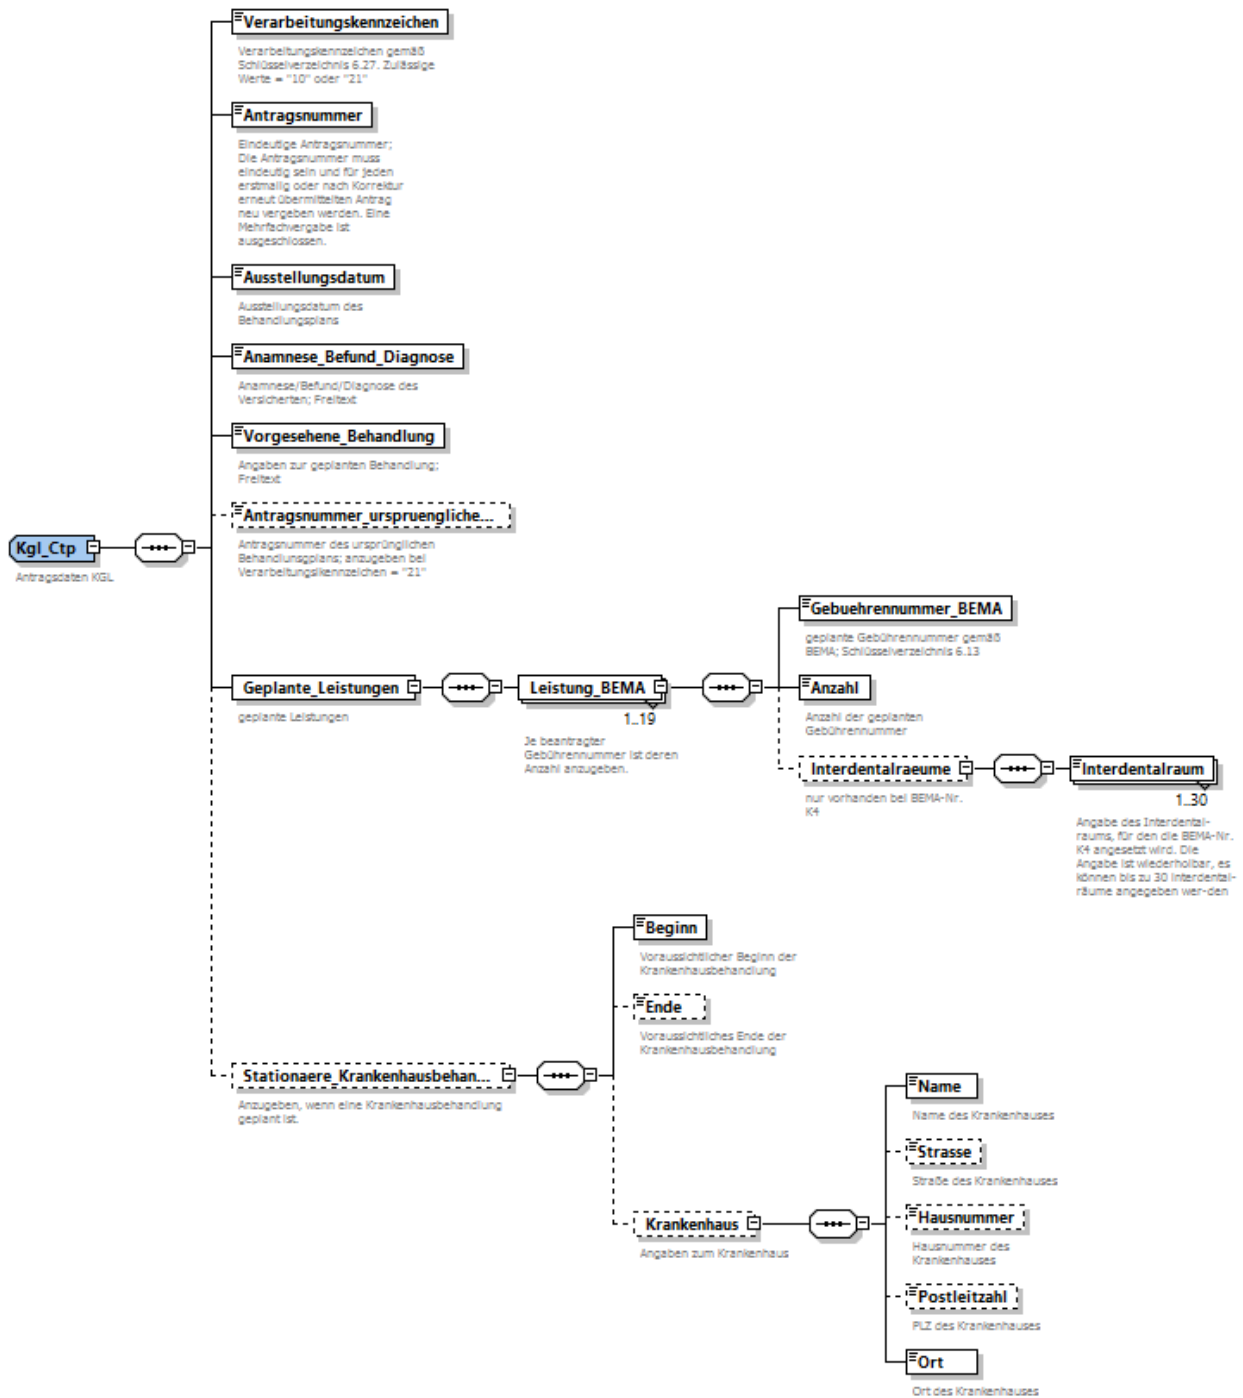 Verarbeitungskennzeichen
Verarbeitungskennzeichen gemäß
Schlüsselverzeichnis 6.27. Zulässige
Werte = "10" oder "21"
Antragsnummer
Eindeutige Antragsnummer;
Die Antragsnummer muss
eindeutig sein und für jeden
erstmalig oder nach Korrektur
erneut übermittelten Antrag
neu vergeben werden. Eine
Mehrfachvergabe ist
ausgeschlossen.
Ausstellungsdatum
Ausstellungsdatum des
Behandlungsplans
Anamnese_Befund_Diagnose
Anamnese/Befund/Diagnose des
Versicherten; Freitext
Vorgesehene_Behandlung
Angaben zur geplanten Behandlung;
Freitext
Antragsnummer_urspruengliche...
Antragsnummer des ursprünglichen
Behandlunsgplans; anzugeben bei
Verarbeitungslkennzeichen = "21"
Kgl_Ctp
Antragsdaten KGL
Geplante_Leistungen
geplante Leistungen
Leistung_BEMA
1..19
Je beantragter
Gebührennummer ist deren
Anzahl anzugeben.
Gebuehrennummer_BEMA
geplante Gebührennummer gemäß
BEMA; Schlüsselverzeichnis 6.13
Anzahl
Anzahl der geplanten
Gebührennummer
Interdentalraeume
nur vorhanden bei BEMA-Nr.
K4
Interdentalraum
1..30
Angabe des Interdental-
raums, für den die BEMA-Nr.
K4 angesetzt wird. Die
Angabe ist wiederholbar, es
können bis zu 30 Interdental-
räume angegeben wer-den
Stationaere_Krankenhausbehan...
Anzugeben, wenn eine Krankenhausbehandlung
geplant ist.
Beginn
Voraussichtlicher Beginn der
Krankenhausbehandlung
Ende
Voraussichtliches Ende der
Krankenhausbehandlung
Krankenhaus
Angaben zum Krankenhaus
Name
Name des Krankenhauses
Strasse
Straße des Krankenhauses
Hausnummer
Hausnummer des
Krankenhauses
Postleitzahl
PLZ des Krankenhauses
Ort
Ort des Krankenhauses